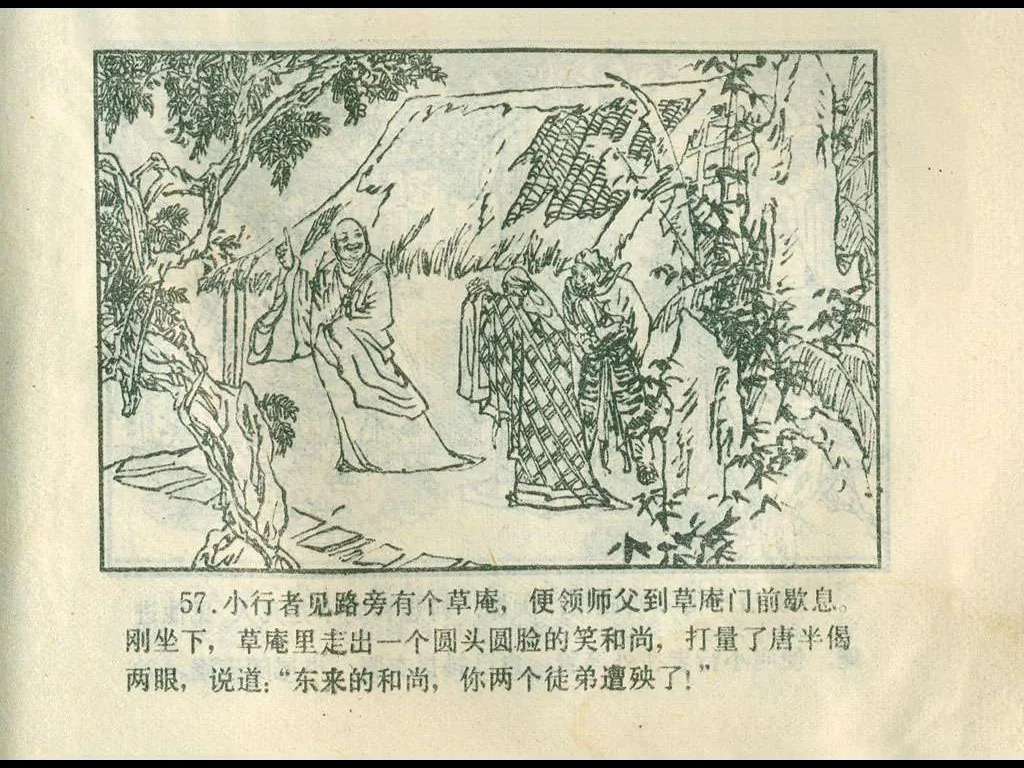 57.小行者见路旁有个草庵，便领师父到草庵门前歇息。
刚坐下，草庵里走出一个圆头圆脸的笑和尚，打量了唐半偈
两眼，说道：“东来的和尚，你两个徒弟遭殃了！”